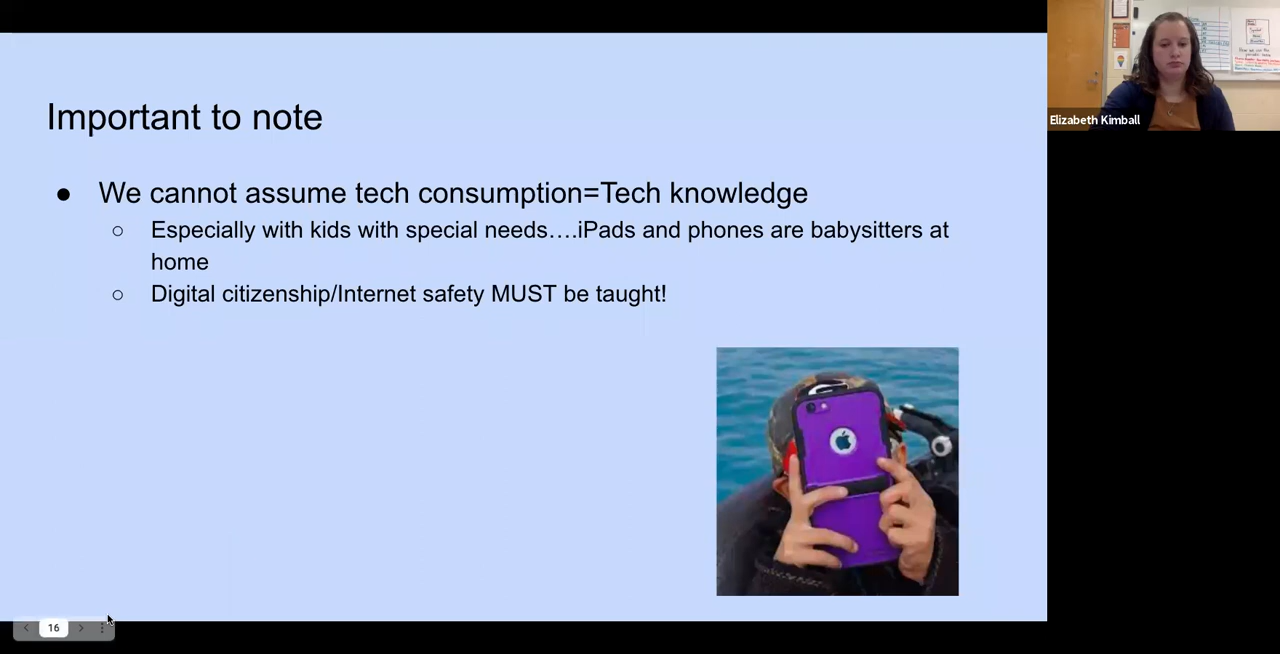 Important to note
● We cannot assume tech consumption=Tech knowledge
○ Especially with kids with special needs….iPads and phones are babysitters at
home
○ Digital citizenship/Internet safety MUST be taught!
16
Elizabeth Kimball